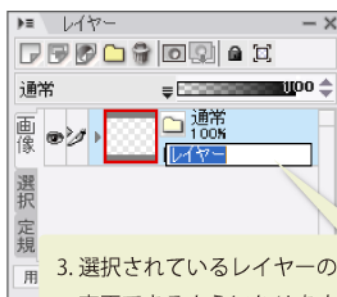 レイヤー
通常
100
画像
通常
100%
レイヤー
選択
定規
用
3. 選択されているレイヤーの